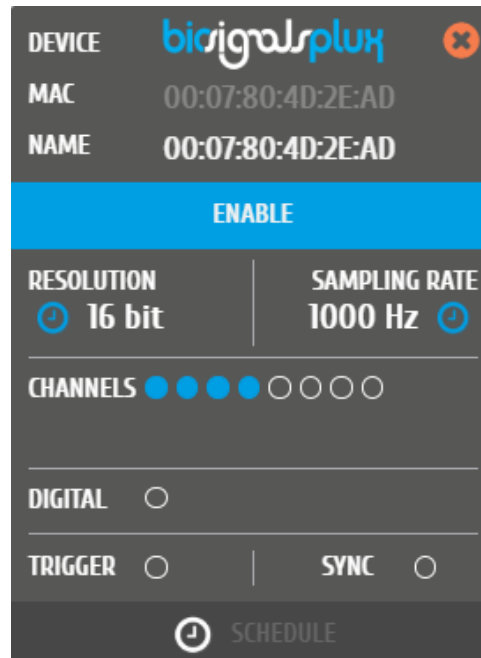 DEVICE biosignalsplux
MAC 00:07:80:4D:2E:AD
NAME 00:07:80:4D:2E:AD
ENABLE
RESOLUTION SAMPLING RATE
16 bit 1000 Hz
CHANNELS
DIGITAL
TRIGGER SYNC
SCHEDULE